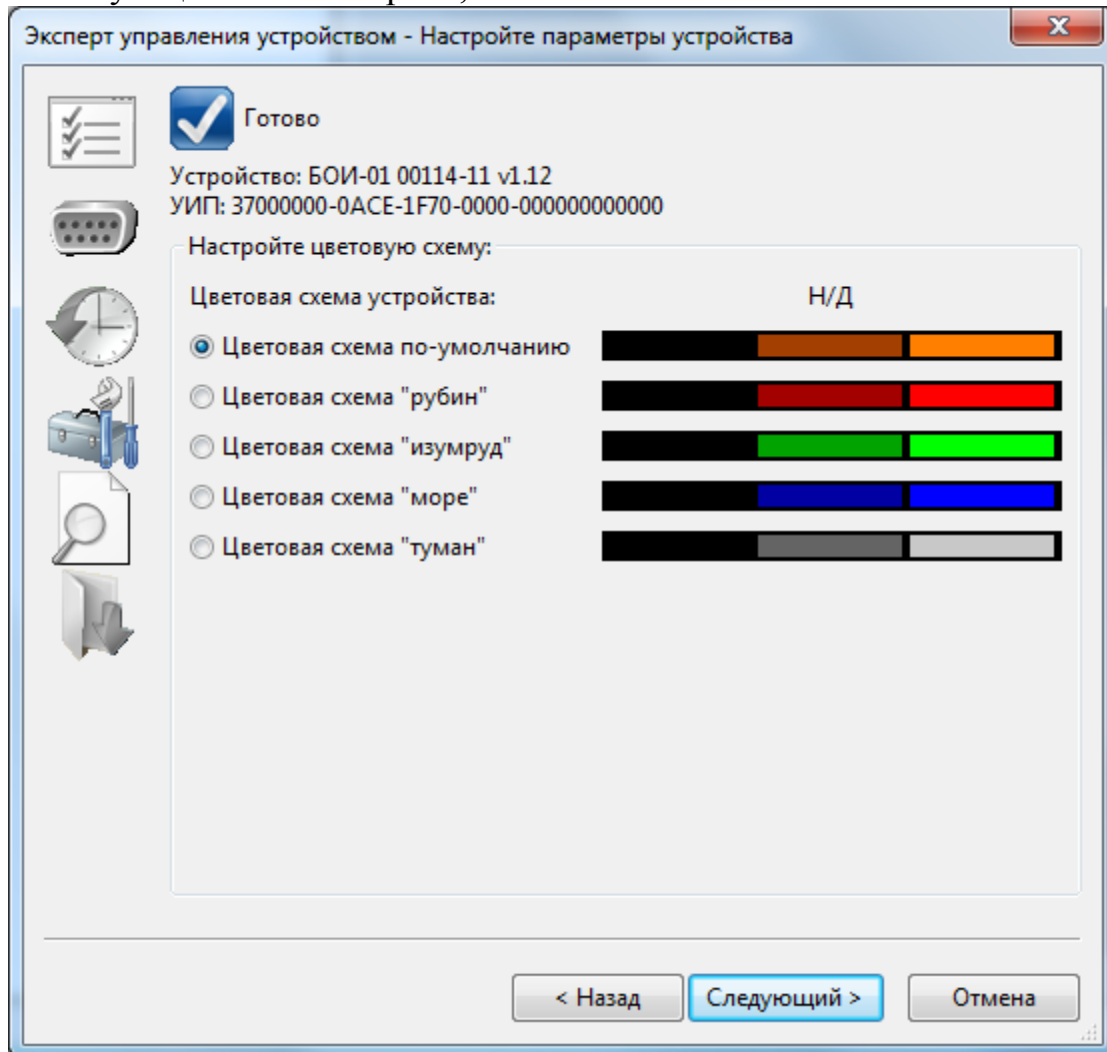 Эксперт управления устройством - Настройте параметры устройства
Готово
Устройство: БОИ-01 00114-11 v1.12
УИП: 37000000-0ACE-1F70-0000-000000000000
Настройте цветовую схему:
Цветовая схема устройства: Н/Д
Цветовая схема по-умолчанию
Цветовая схема "рубин"
Цветовая схема "изумруд"
Цветовая схема "море"
Цветовая схема "туман"
< Назад Следующий > Отмена